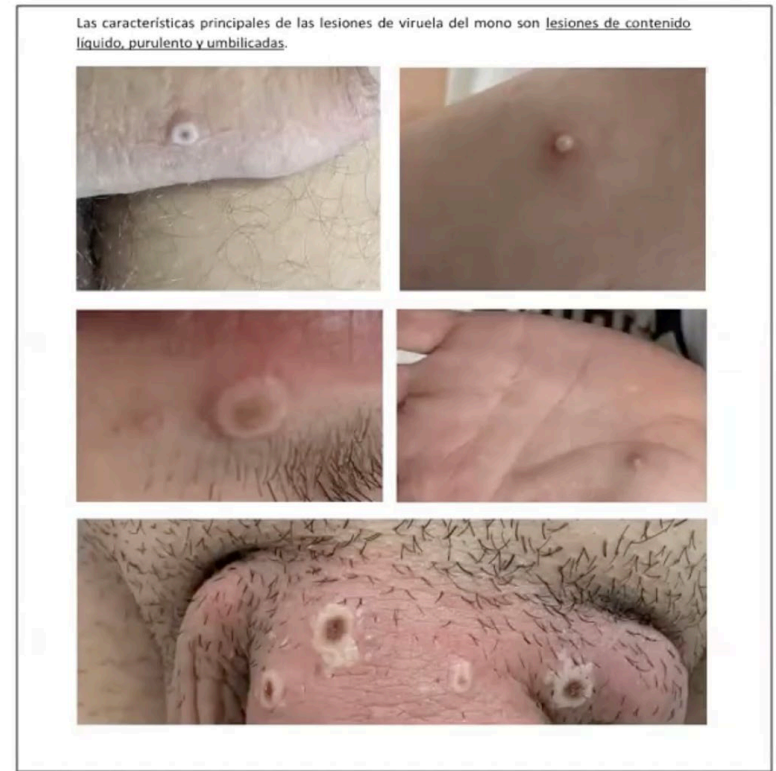 Las características principales de las lesiones de viruela del mono son lesiones de contenido
líquido, purulento y umbilicadas.